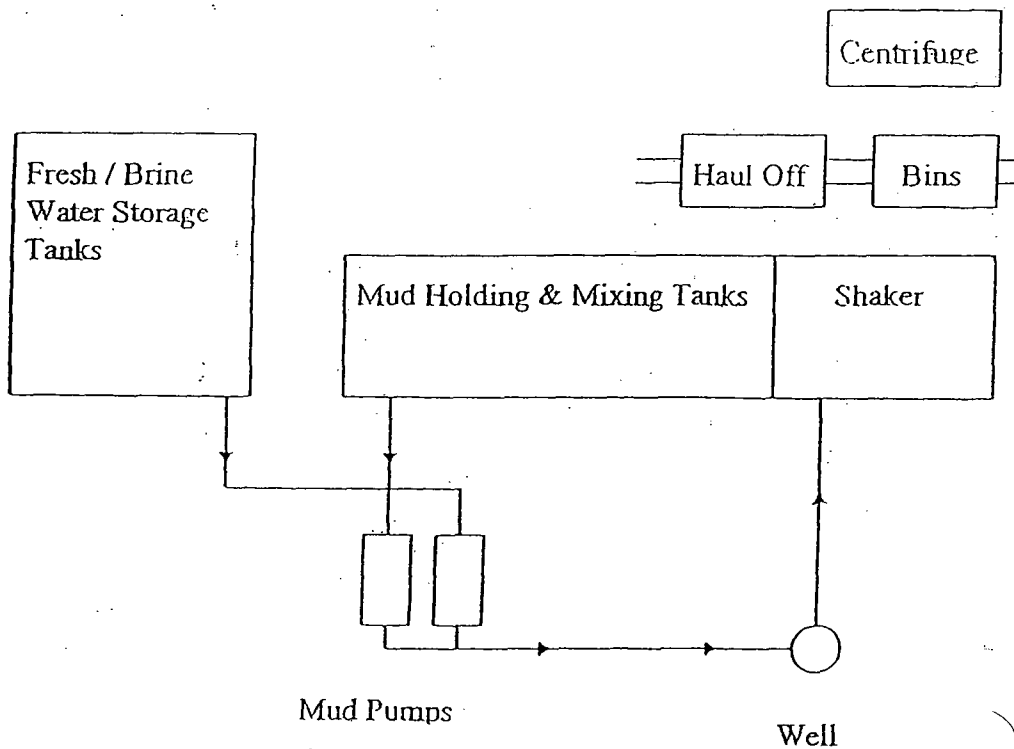 Centrifuge
Fresh / Brine
Water Storage
Tanks
Haul Off
Bins
Mud Holding & Mixing Tanks
Shaker
Mud Pumps
Well